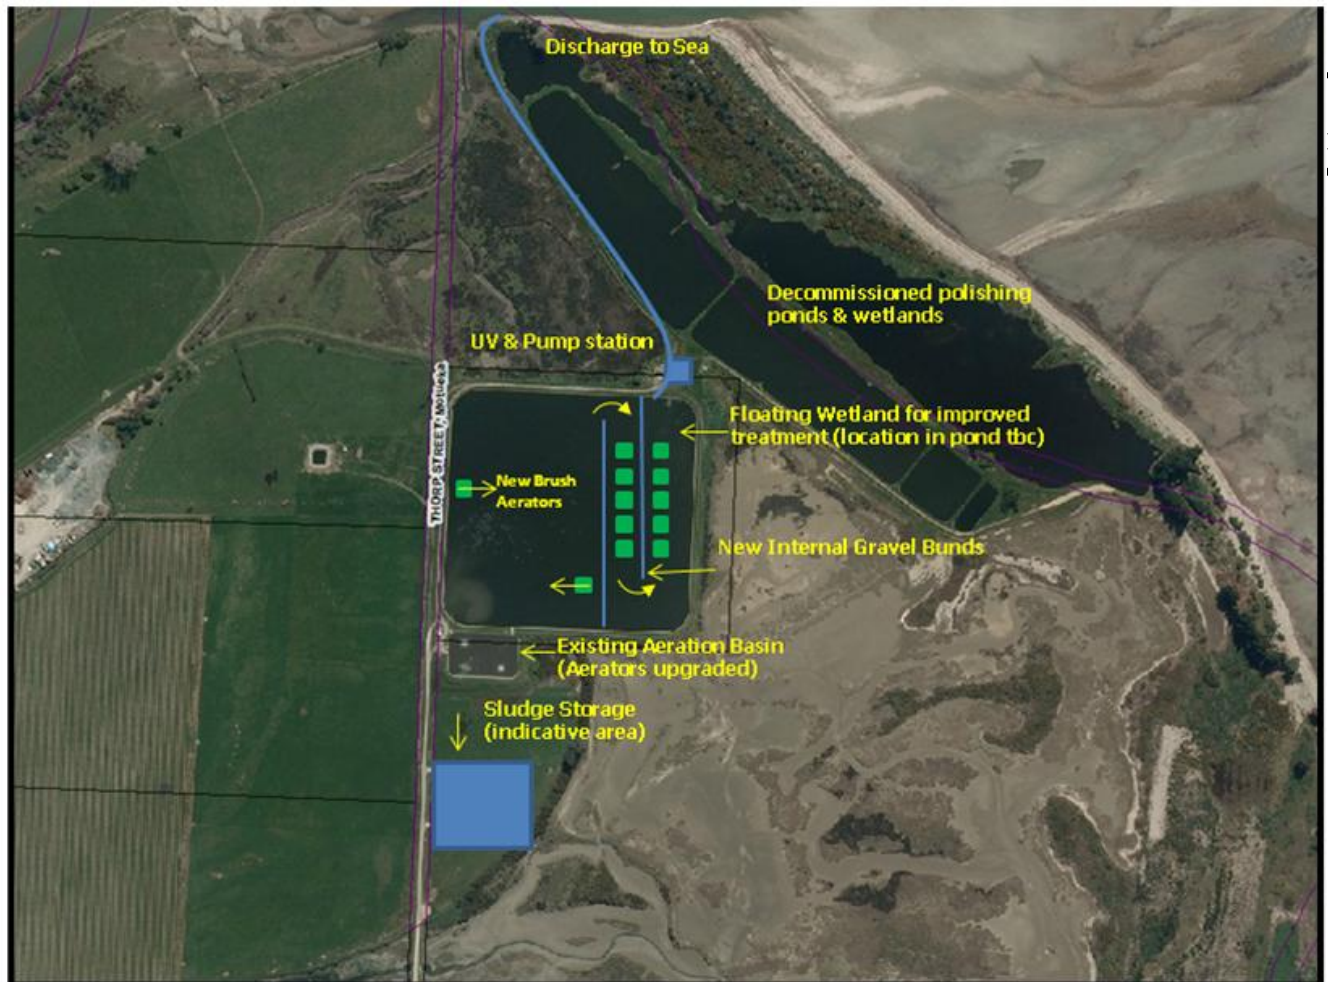 Discharge to Sea
Decommissioned polishing
ponds & wetlands
UV & Pump station
THORP STREET, Motueka
Floating Wetland for improved
treatment (location in pond tbc)
New Brush
Aerators
New Internal Gravel Bunds
Existing Aeration Basin
(Aerators upgraded)
Sludge Storage
(indicative area)